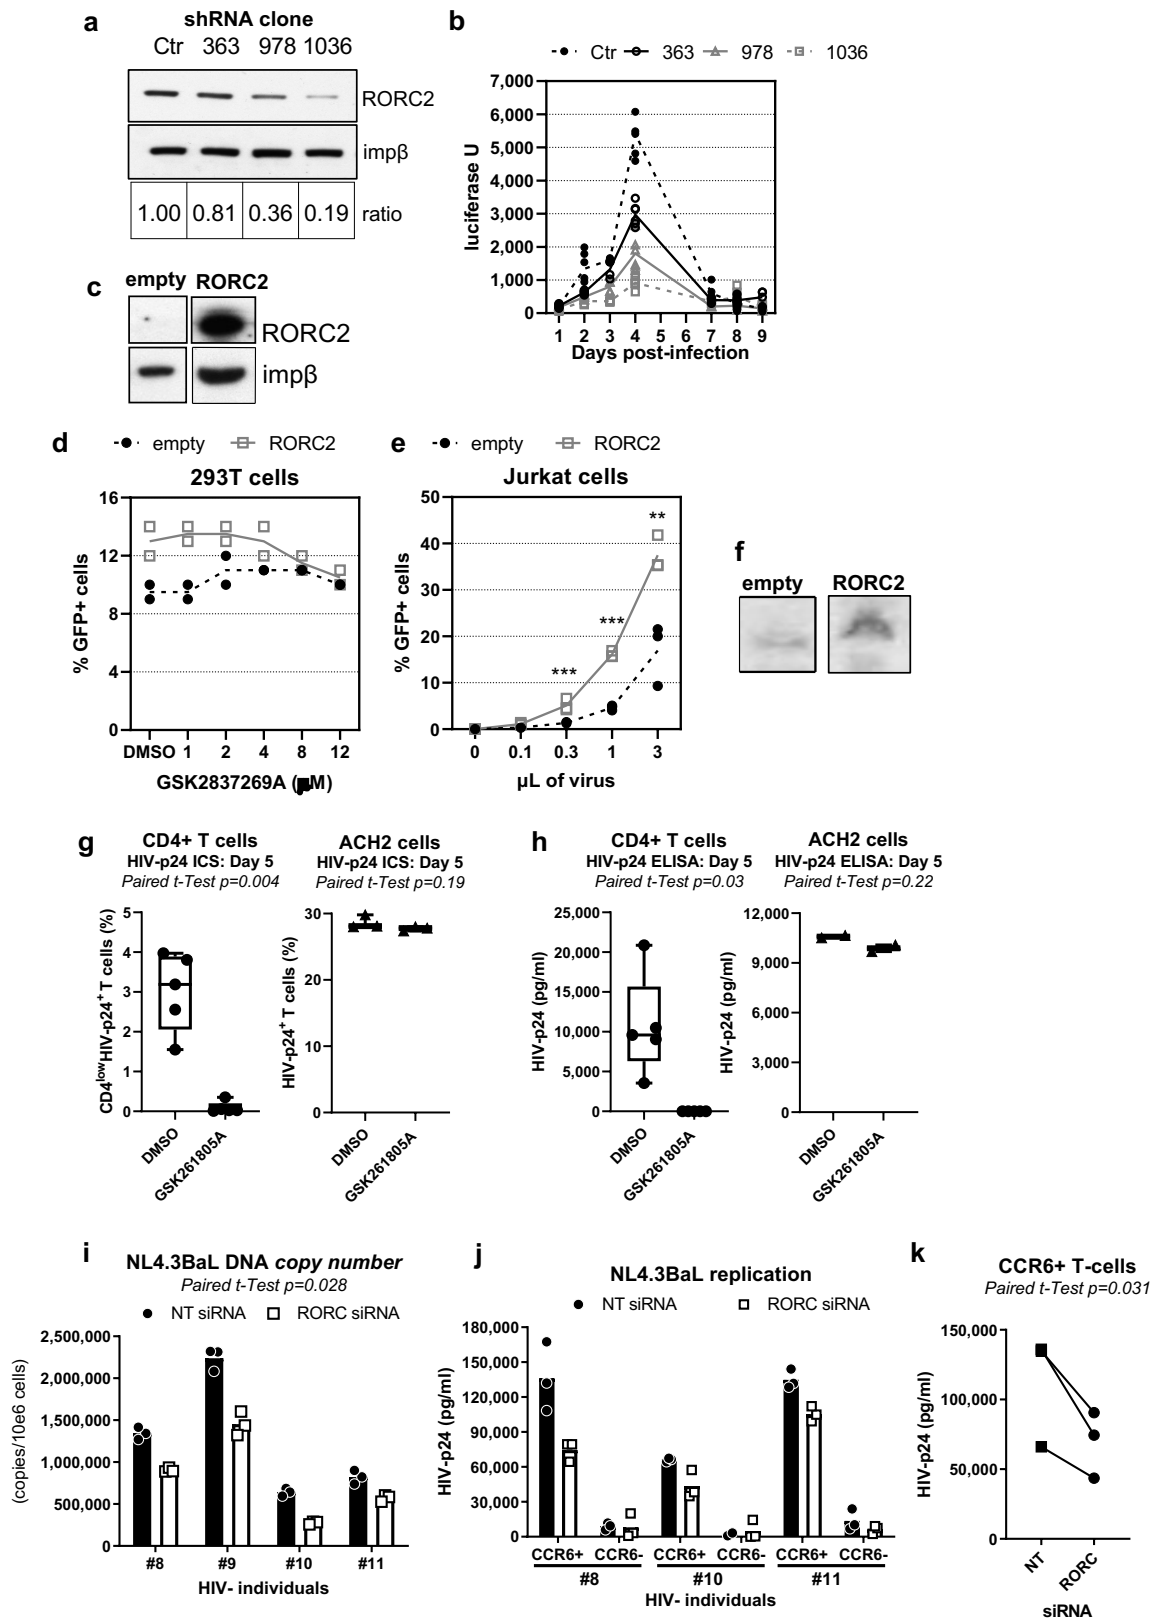 a
shRNA clone
Ctr 363 978 1036
RORC2
impβ
1.00 0.81 0.36 0.19 ratio
b
Ctr 363 978 1036
7,000
6,000
5,000
4,000
3,000
2,000
1,000
0
luciferase U
1 2 3 4 5 6 7 8 9
Days post-infection
c
empty RORC2
RORC2
impβ
d
empty RORC2
293T cells
16
12
8
4
0
% GFP+ cells
DMSO 1 2 4 8 12
GSK2837269A (M)
e
empty RORC2
Jurkat cells
50
40
30
20
10
0
% GFP+ cells
***
***
**
0 0.1 0.3 1 3
µL of virus
f
empty RORC2
g
CD4+ T cells
HIV-p24 ICS: Day 5
Paired t-Test p=0.004
5
4
3
2
1
0
CD4lowHIV-p24+ T cells (%)
DMSO
GSK261805A
ACH2 cells
HIV-p24 ICS: Day 5
Paired t-Test p=0.19
30
20
10
0
HIV-p24+ T cells (%)
DMSO
GSK261805A
h
CD4+ T cells
HIV-p24 ELISA: Day 5
Paired t-Test p=0.03
25,000
20,000
15,000
10,000
5,000
0
HIV-p24 (pg/ml)
DMSO
GSK261805A
ACH2 cells
HIV-p24 ELISA: Day 5
Paired t-Test p=0.22
12,000
9,000
6,000
3,000
0
HIV-p24 (pg/ml)
DMSO
GSK261805A
i
NL4.3BaL DNA copy number
Paired t-Test p=0.028
NT siRNA RORC siRNA
2,500,000
2,000,000
1,500,000
1,000,000
500,000
0
(copies/10e6 cells)
#8 #9 #10 #11
HIV- individuals
j
NL4.3BaL replication
NT siRNA RORC siRNA
180,000
150,000
120,000
90,000
60,000
30,000
0
HIV-p24 (pg/ml)
CCR6+ CCR6- CCR6+ CCR6- CCR6+ CCR6-
#8 #10 #11
HIV- individuals
k
CCR6+ T-cells
Paired t-Test p=0.031
150,000
100,000
50,000
0
HIV-p24 (pg/ml)
NT
RORC
siRNA